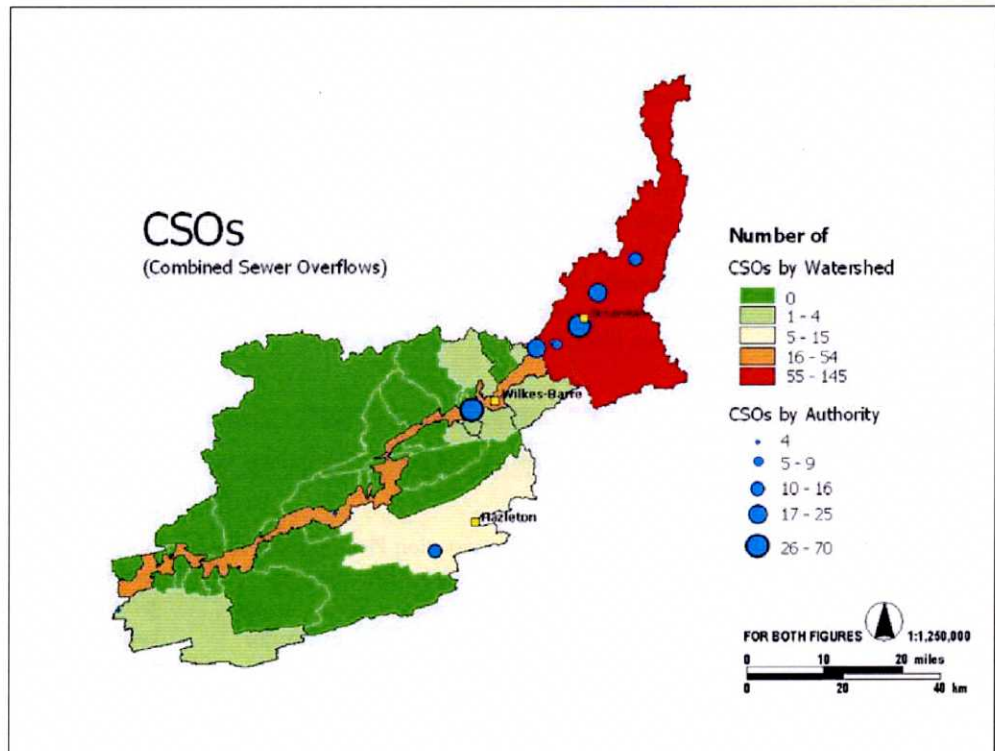 CSOs
(Combined Sewer Overflows)
Wilkes-Barre
Hazleton
Number of
CSOs by Watershed
0
1 - 4
5 - 15
16 - 54
55 - 145
CSOs by Authority
4
5 - 9
10 - 16
17 - 25
26 - 70
FOR BOTH FIGURES 1:1,250,000
0 10 20 miles
0 20 40 km